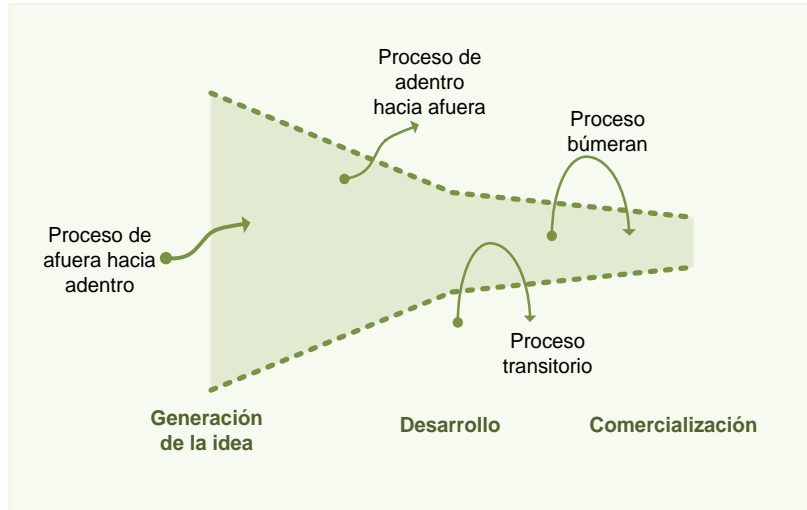 Proceso de
adentro
hacia afuera
Proceso
búmeran
Proceso de
afuera hacia
adentro
Proceso
transitorio
Generación
de la idea
Desarrollo
Comercialización